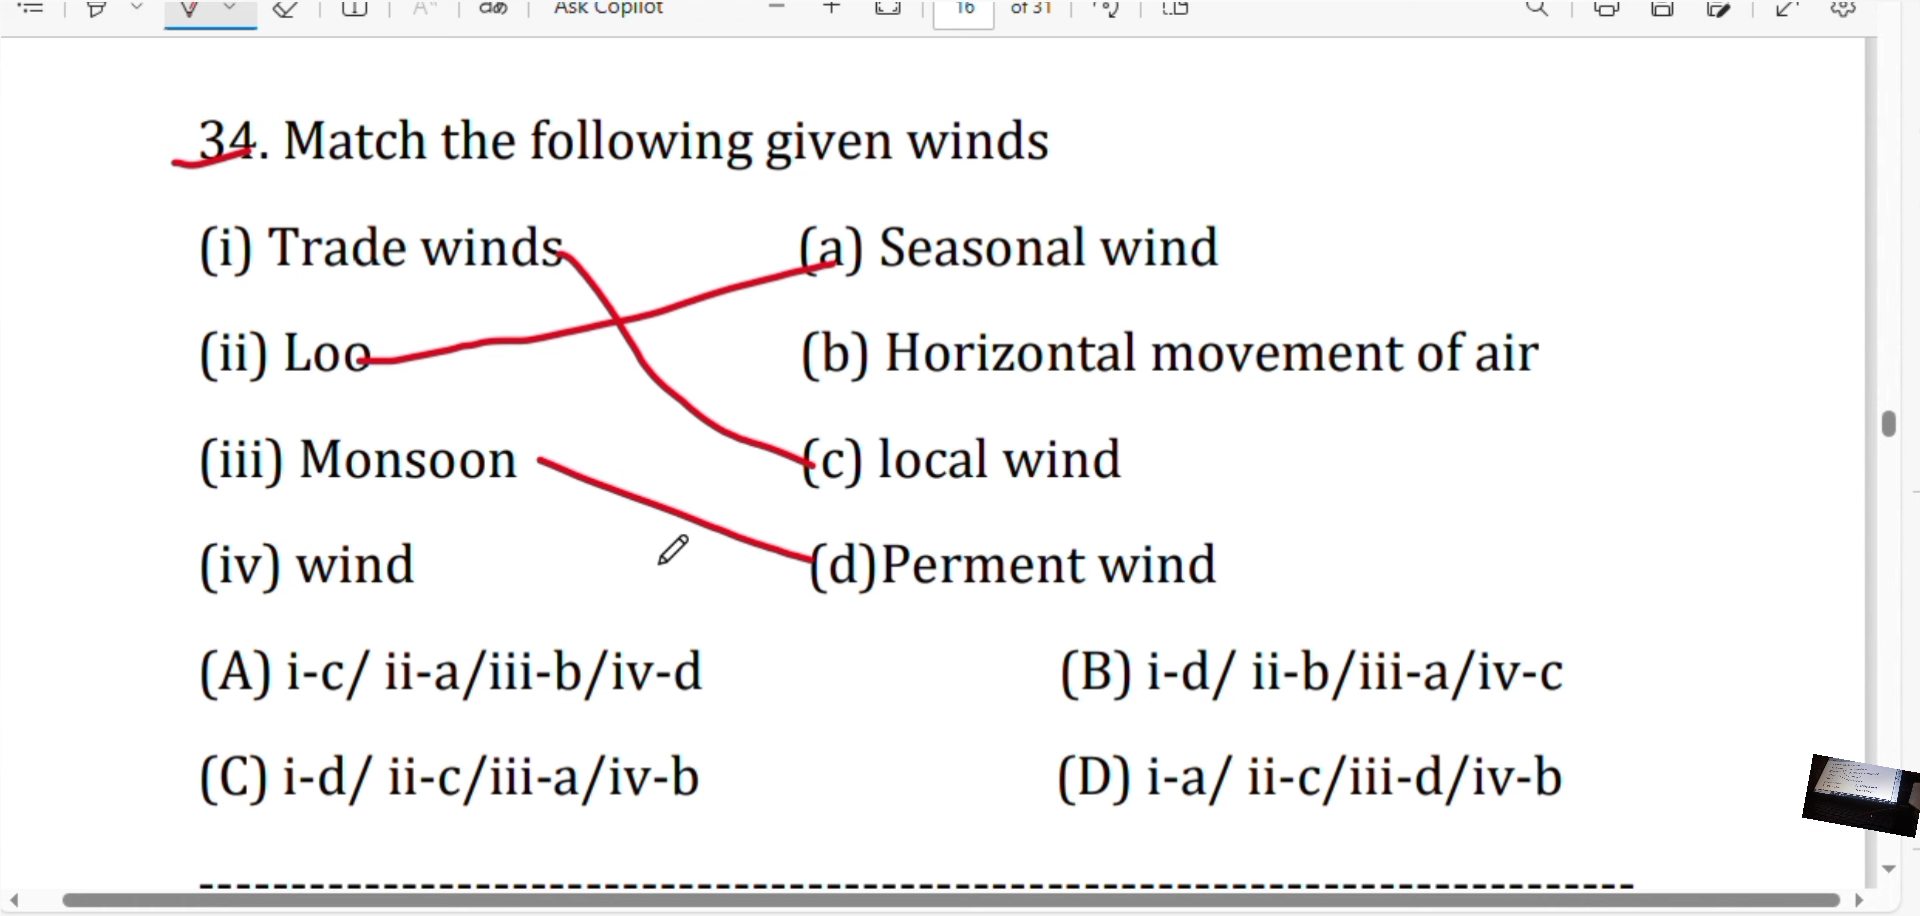 Ask Copilot
16 of 31
34. Match the following given winds
(i) Trade winds (a) Seasonal wind
(ii) Loo (b) Horizontal movement of air
(iii) Monsoon (c) local wind
(iv) wind (d)Perment wind
(A) i-c/ ii-a/iii-b/iv-d (B) i-d/ ii-b/iii-a/iv-c
(C) i-d/ ii-c/iii-a/iv-b (D) i-a/ ii-c/iii-d/iv-b